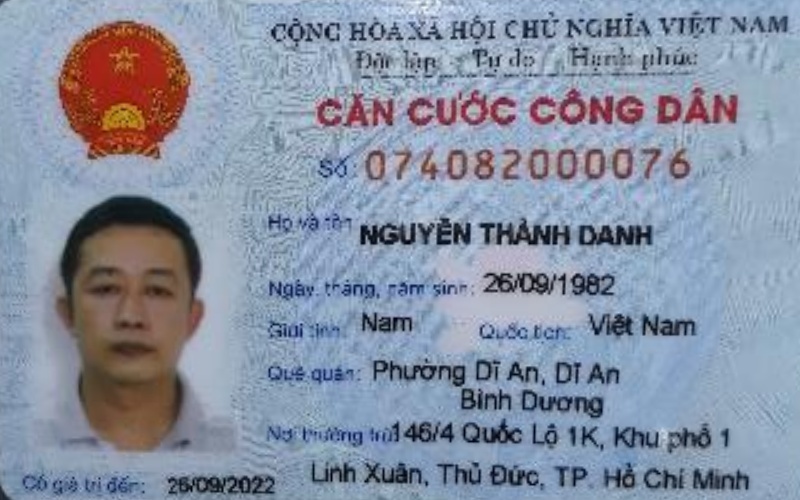 CỘNG HÒA XÃ HỘI CHỦ NGHĨA VIỆT NAM
Độc lập - Tự do - Hạnh phúc
CĂN CƯỚC CÔNG DÂN
Số: 074082000076
Họ và tên: NGUYỄN THÀNH DANH
Ngày, tháng, năm sinh: 26/09/1982
Giới tính: Nam Quốc tịch: Việt Nam
Quê quán: Phường Dĩ An, Dĩ An
Bình Dương
Nơi thường trú: 146/4 Quốc Lộ 1K, Khu phố 1
Linh Xuân, Thủ Đức, TP. Hồ Chí Minh
Có giá trị đến: 26/09/2022